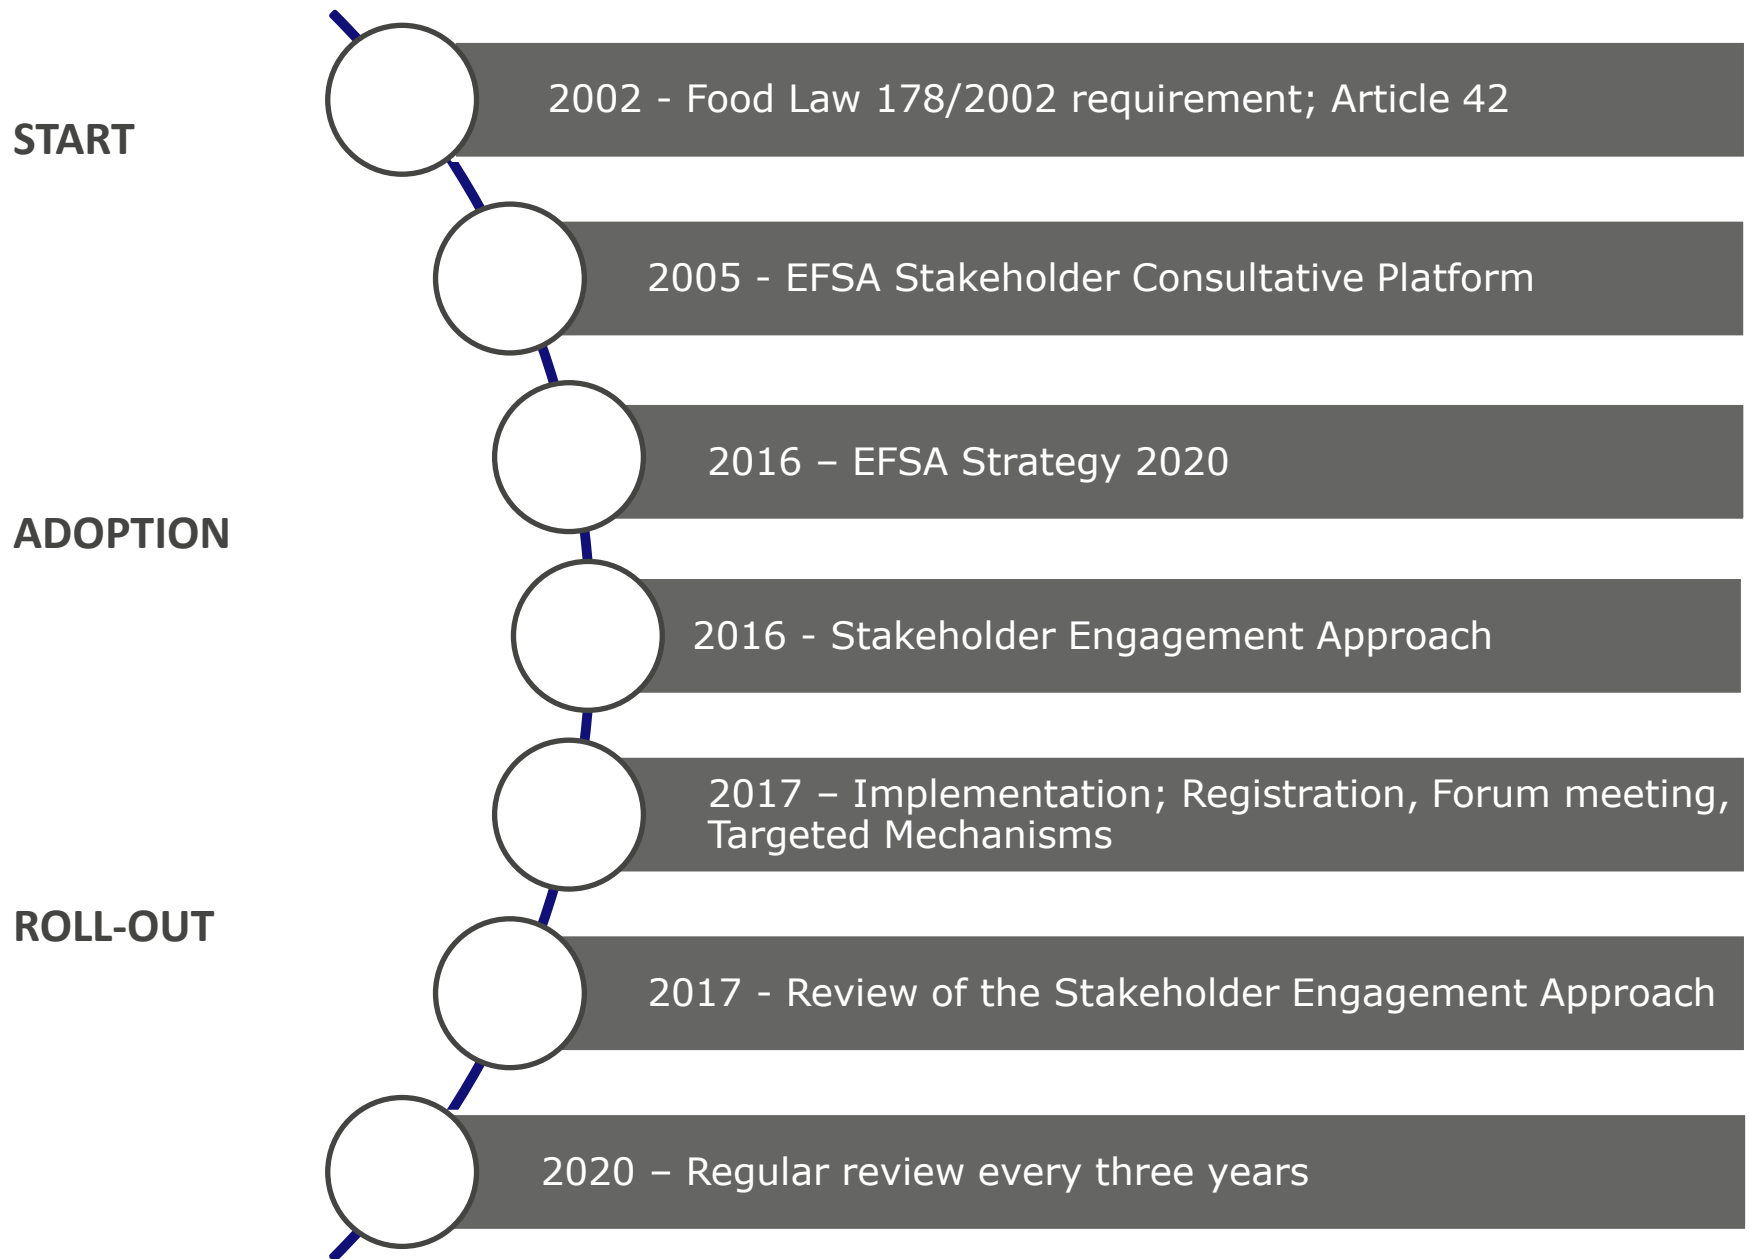 START
2002 - Food Law 178/2002 requirement; Article 42
2005 - EFSA Stakeholder Consultative Platform
2016 – EFSA Strategy 2020
ADOPTION
2016 - Stakeholder Engagement Approach
2017 – Implementation; Registration, Forum meeting,
Targeted Mechanisms
ROLL-OUT
2017 - Review of the Stakeholder Engagement Approach
2020 – Regular review every three years